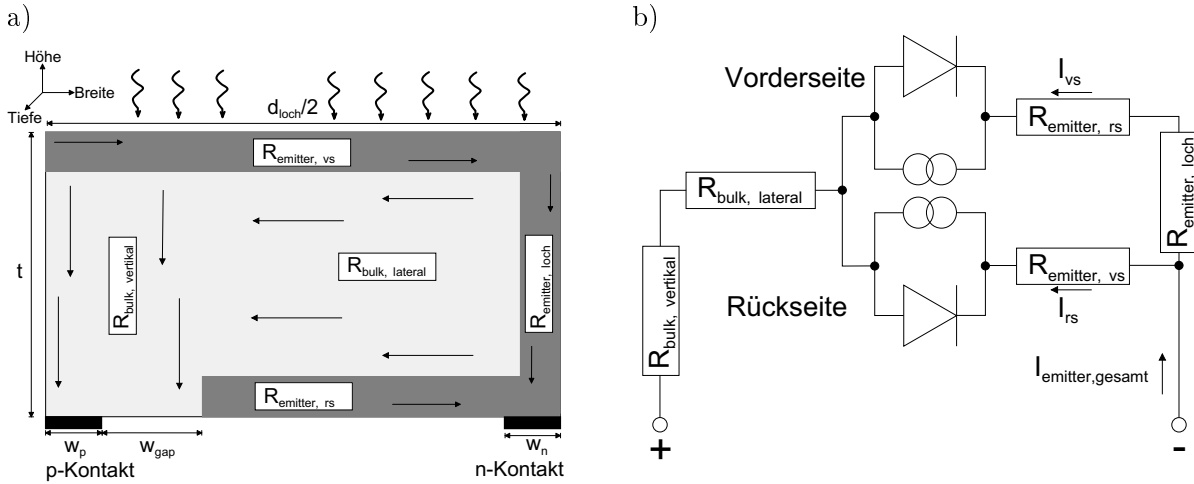 a)
Höhe
Breite
Tiefe
d_loch/2
R_emitter, vs
t
R_bulk, vertikal
R_bulk, lateral
R_emitter, loch
R_emitter, rs
w_p
w_gap
w_n
p-Kontakt
n-Kontakt
b)
Vorderseite
I_vs
R_emitter, rs
R_bulk, lateral
R_emitter, loch
R_bulk, vertikal
R_emitter, vs
Rückseite
I_rs
I_emitter,gesamt
+
-